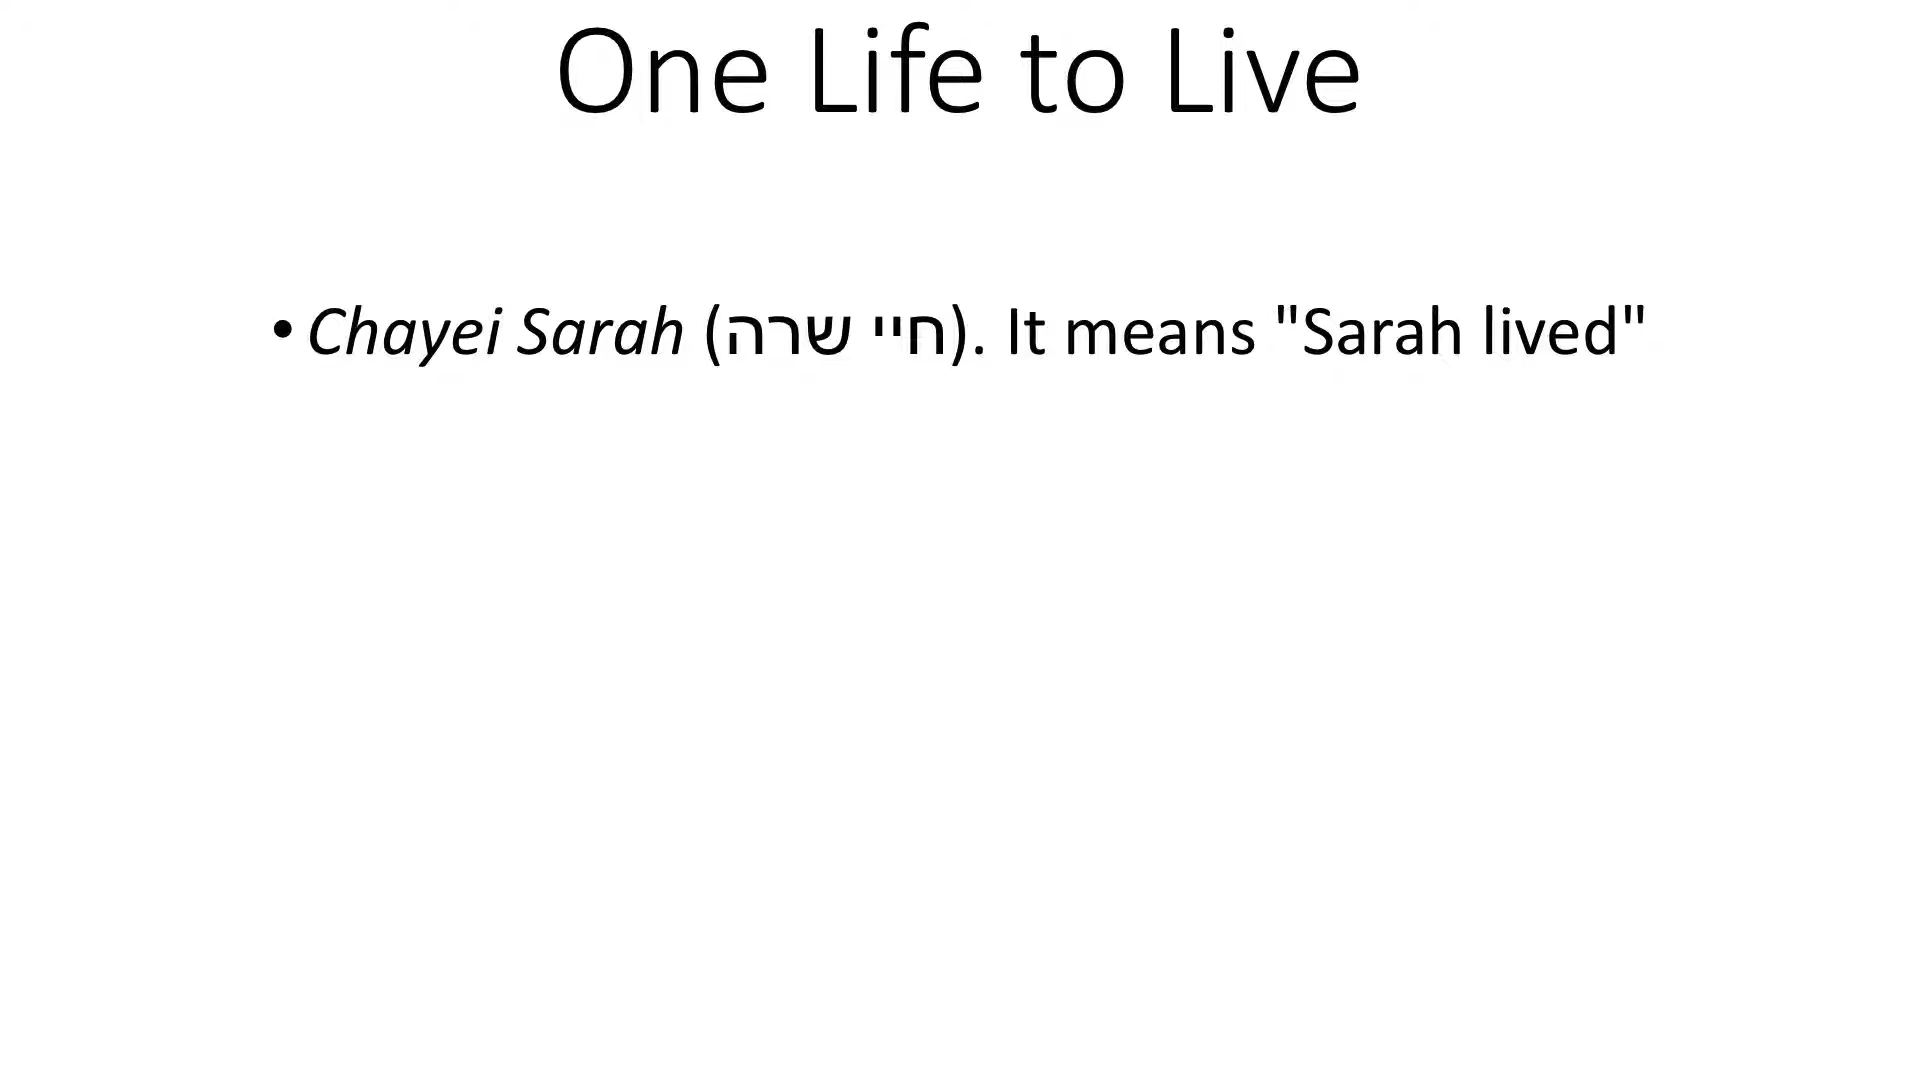 One Life to Live
• Chayei Sarah (חיי שרה). It means "Sarah lived"